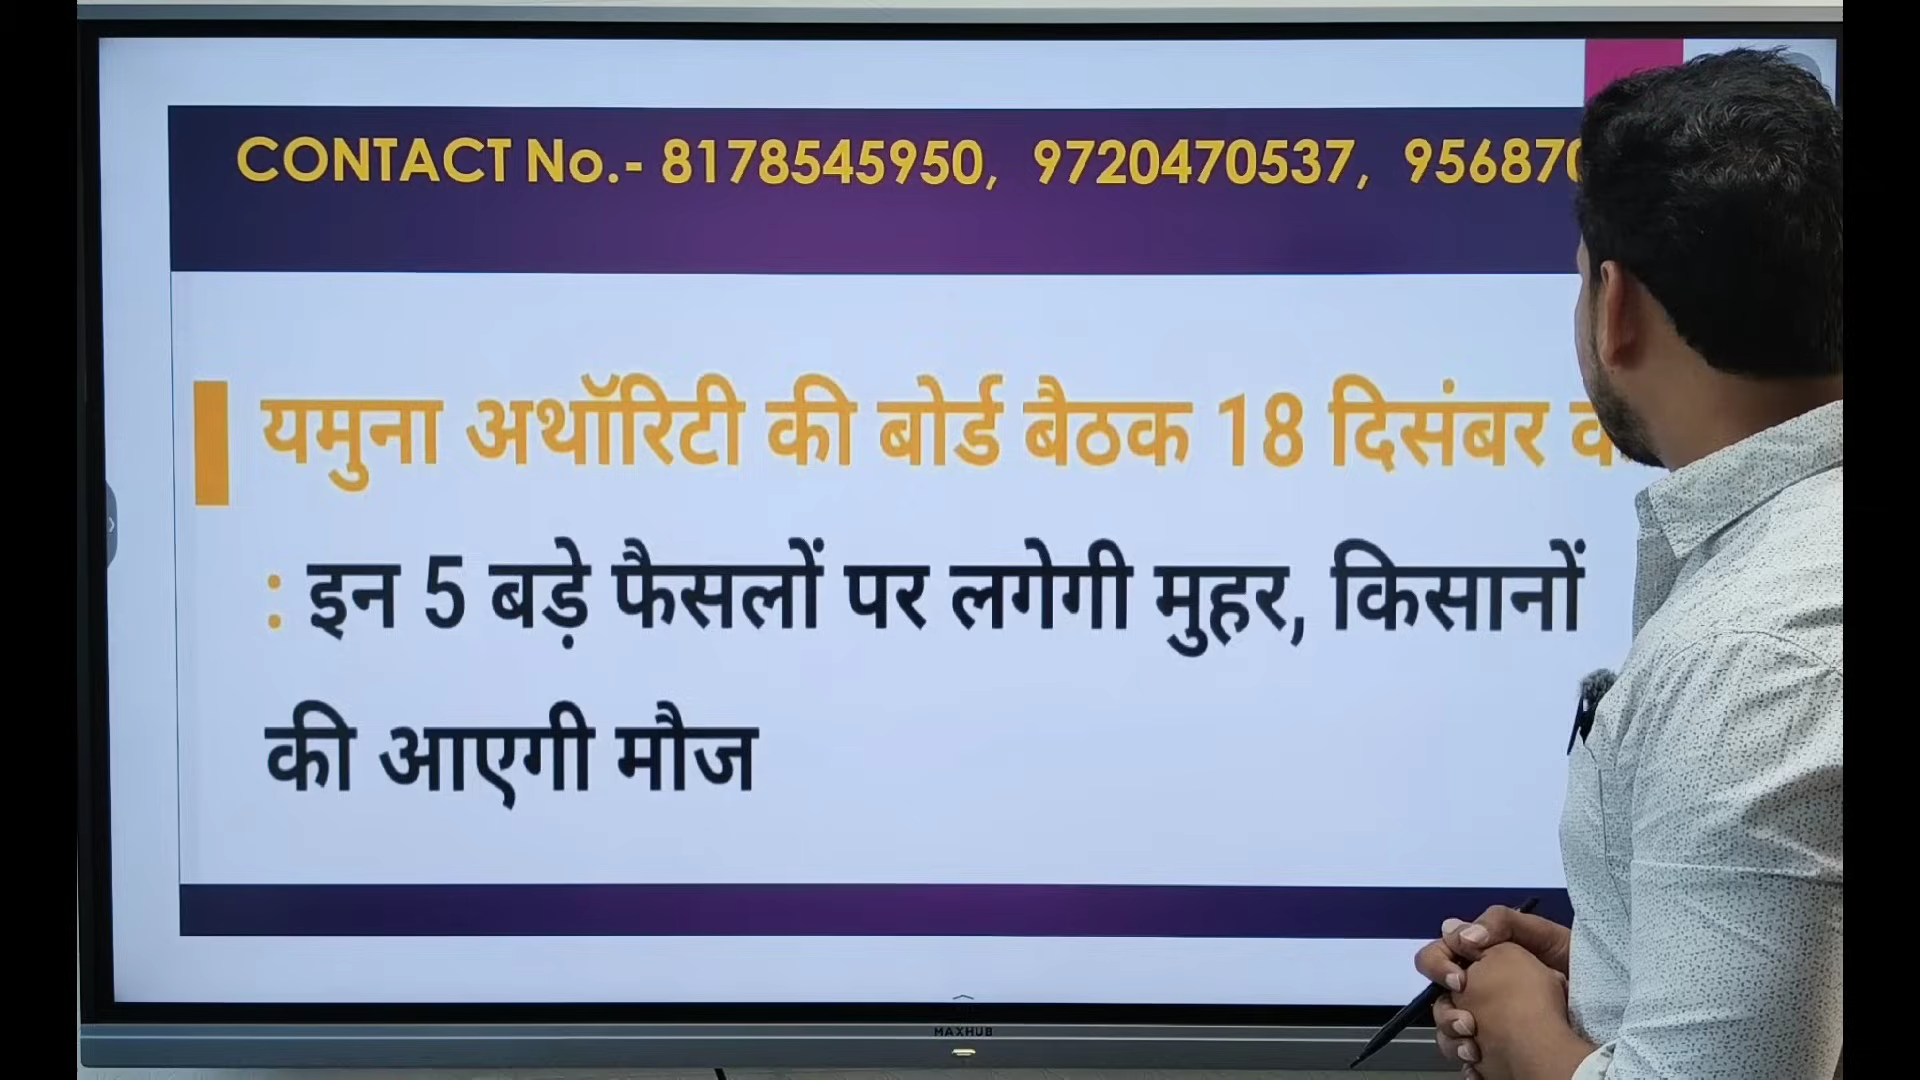 CONTACT No.- 8178545950, 9720470537,
यमुना अथॉरिटी की बोर्ड बैठक 18 दिसंबर
: इन 5 बड़े फैसलों पर लगेगी मुहर, किसानों
की आएगी मौज
MAXHUB